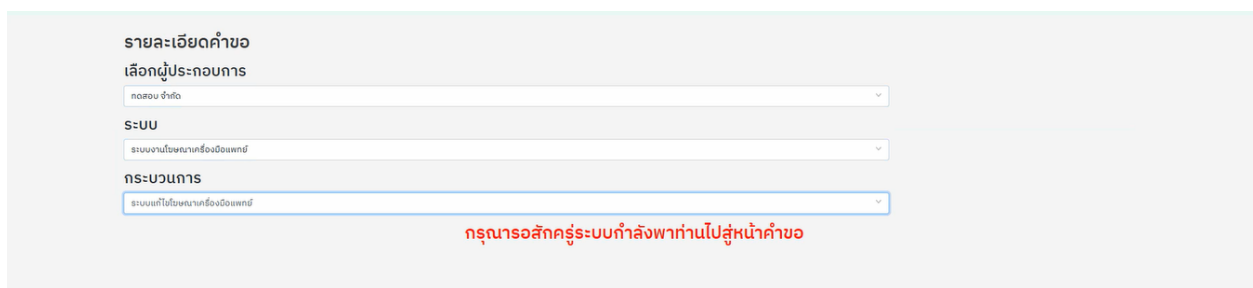 รายละเอียดคำขอ
เลือกผู้ประกอบการ
ทดสอบ จำกัด
ระบบ
ระบบงานโฆษณาเครื่องมือแพทย์
กระบวนการ
ระบบแก้ไขโฆษณาเครื่องมือแพทย์
กรุณารอสักครู่ระบบกำลังพาท่านไปสู่หน้าคำขอ